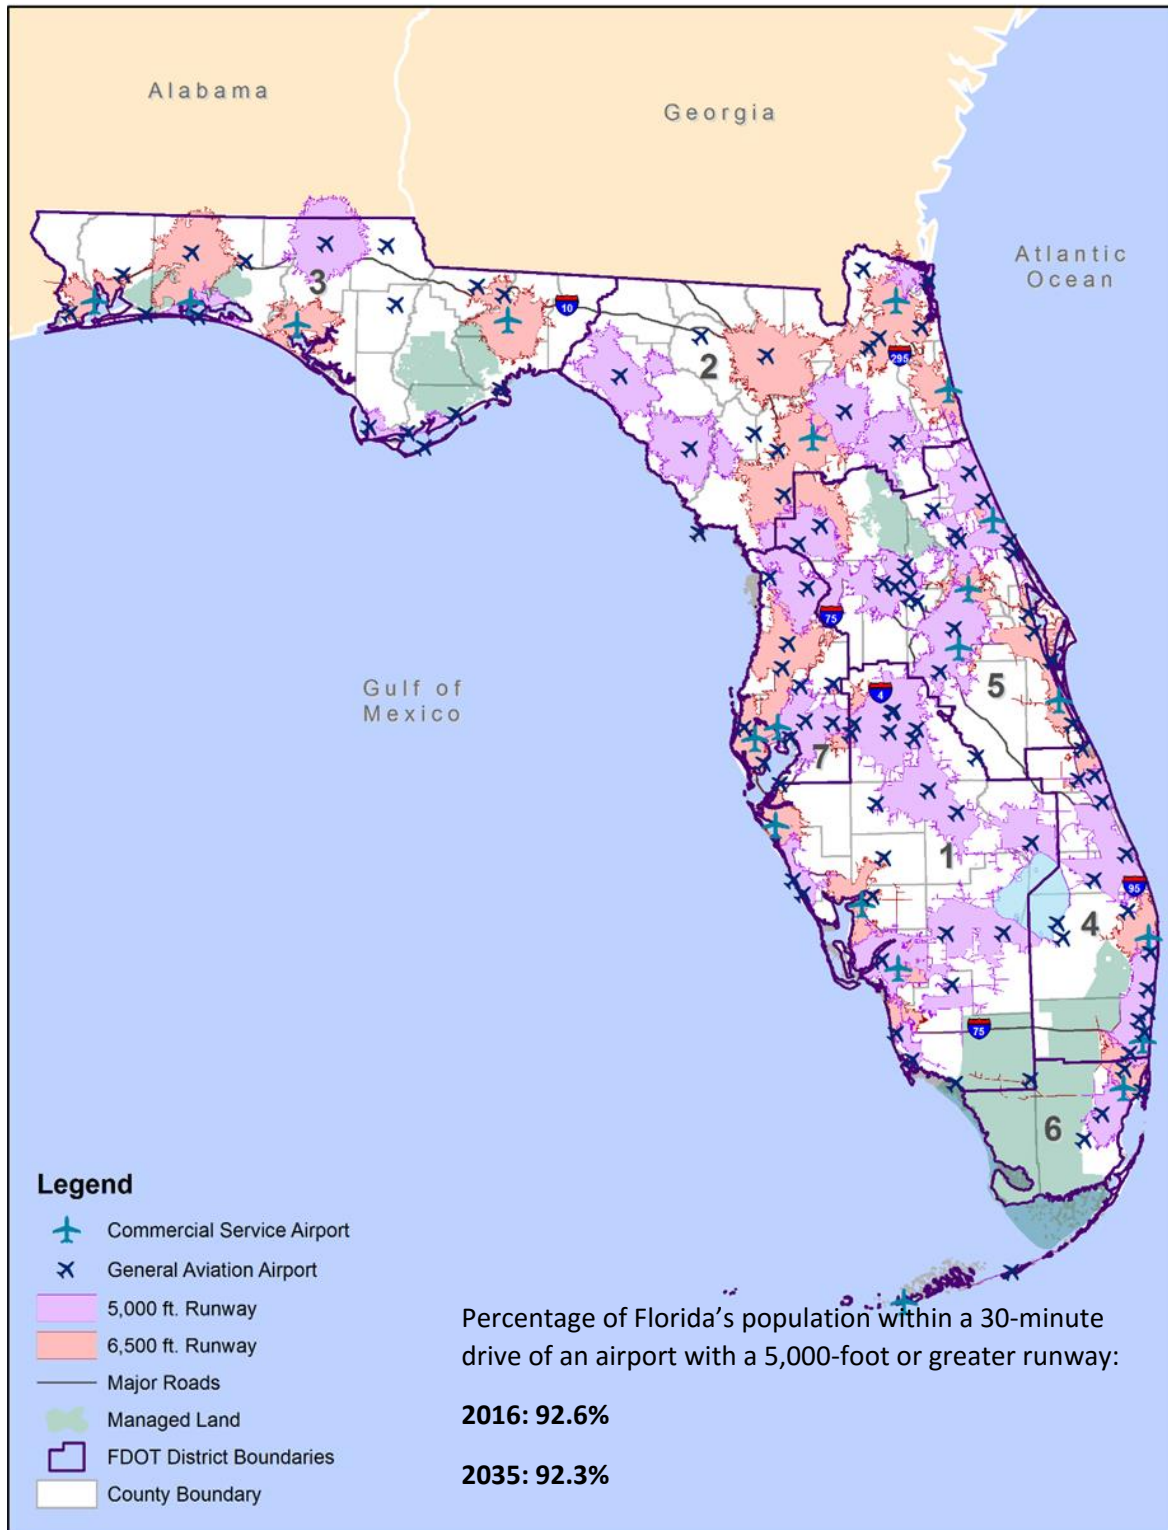 Alabama
Georgia
Atlantic
Ocean
3
10
2
295
75
Gulf of
Mexico
4
5
7
1
95
4
75
6
Legend
Commercial Service Airport
General Aviation Airport
5,000 ft. Runway
6,500 ft. Runway
Major Roads
Managed Land
FDOT District Boundaries
County Boundary
Percentage of Florida’s population within a 30-minute
drive of an airport with a 5,000-foot or greater runway:
2016: 92.6%
2035: 92.3%